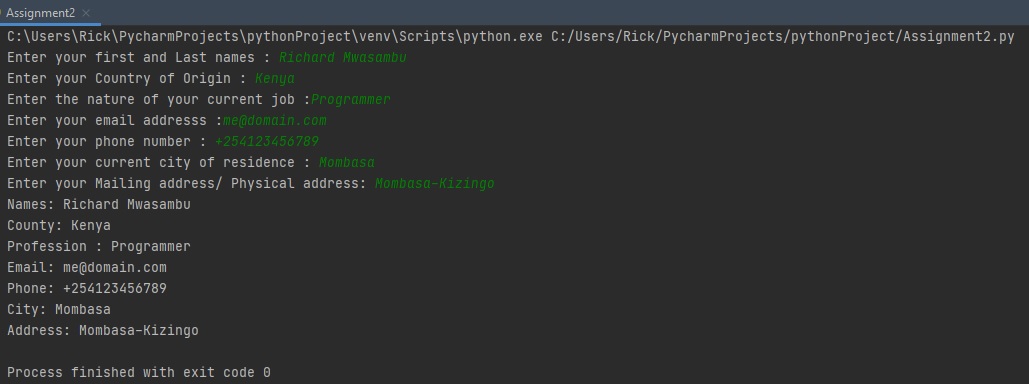 Assignment2
C:\Users\Rick\PycharmProjects\pythonProject\venv\Scripts\python.exe C:/Users/Rick/PycharmProjects/pythonProject/Assignment2.py
Enter your first and Last names : Richard Mwasambu
Enter your Country of Origin : Kenya
Enter the nature of your current job :Programmer
Enter your email addresss :me@domain.com
Enter your phone number : +254123456789
Enter your current city of residence : Mombasa
Enter your Mailing address/ Physical address: Mombasa-Kizingo
Names: Richard Mwasambu
County: Kenya
Profession : Programmer
Email: me@domain.com
Phone: +254123456789
City: Mombasa
Address: Mombasa-Kizingo
Process finished with exit code 0